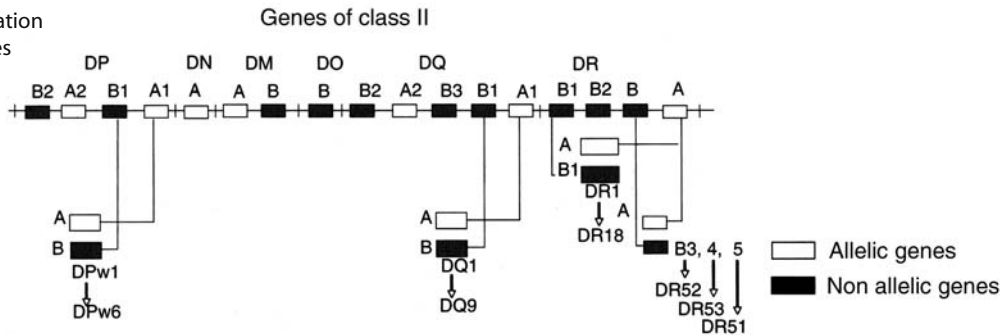 Genes of class II
DP DN DM DO DQ DR
B2 A2 B1 A1 A A B B B2 A2 B3 B1 A1 B1 B2 B A
A
B1
DR1
DR18
A
B
DPw1
DPw6
A
B
DQ1
DQ9
A
B3, 4, 5
DR52
DR53
DR51
Allelic genes
Non allelic genes